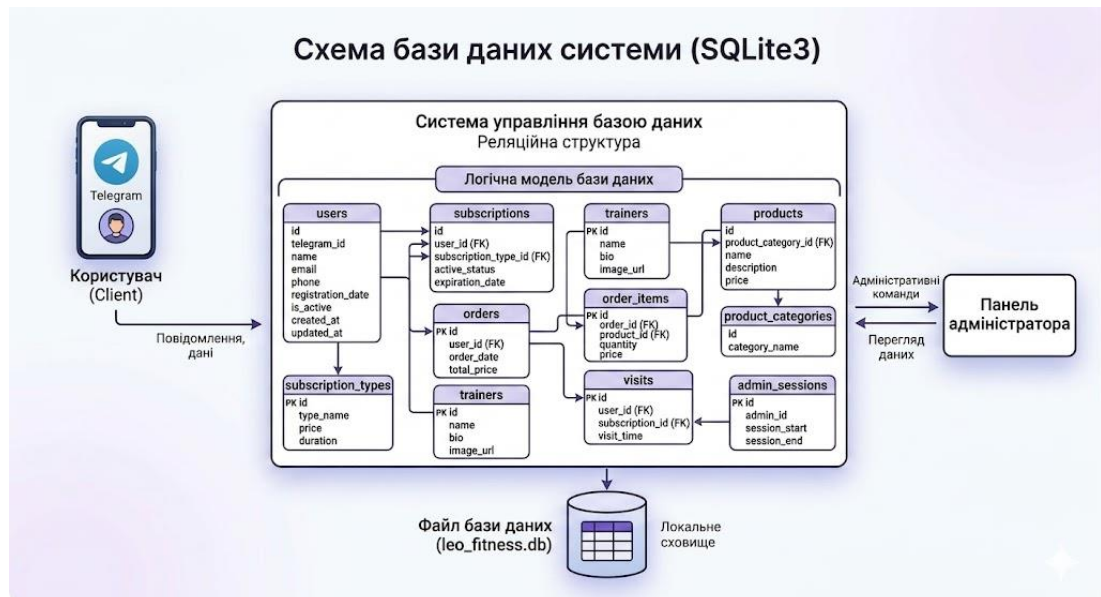 Схема бази даних системи (SQLite3)
Telegram
Користувач
(Client)
Повідомлення,
дані
Система управління базою даних
Реляційна структура
Логічна модель бази даних
users
id
telegram_id
name
email
phone
registration_date
is_active
created_at
updated_at
subscriptions
id
user_id (FK)
subscription_type_id (FK)
active_status
expiration_date
trainers
PK id
name
bio
image_url
products
id
product_category_id (FK)
name
description
price
orders
PK id
user_id (FK)
order_date
total_price
order_items
PK id
order_id (FK)
product_id (FK)
quantity
price
product_categories
id
category_name
subscription_types
PK id
type_name
price
duration
trainers
PK id
name
bio
image_url
visits
PK id
user_id (FK)
subscription_id (FK)
visit_time
admin_sessions
PK id
admin_id
session_start
session_end
Адміністративні
команди
Перегляд
даних
Панель
адміністратора
Файл бази даних
(leo_fitness.db)
Локальне
сховище